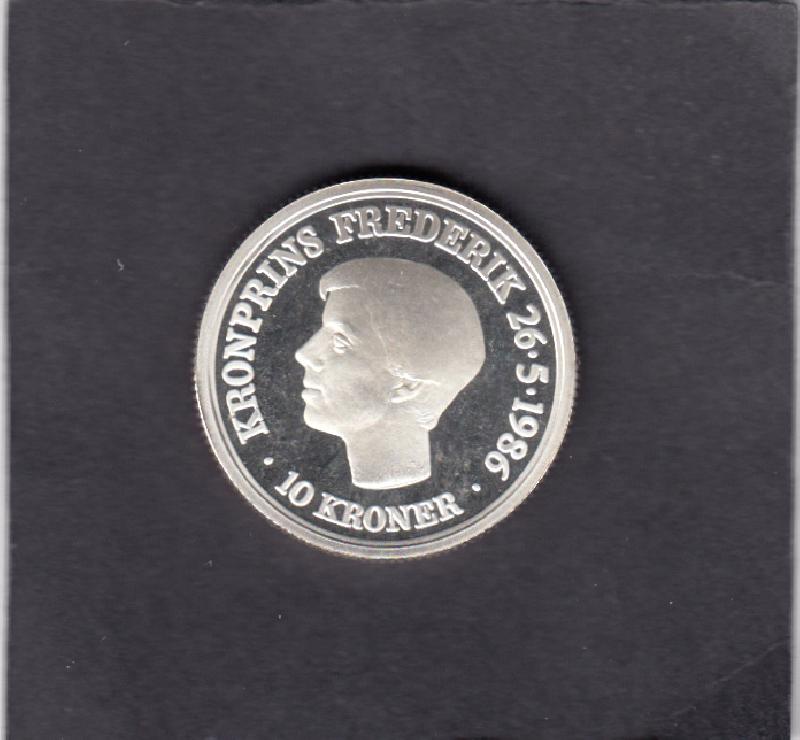 KRONPRINS FREDERIK 26·5·1986
· 10 KRONER ·